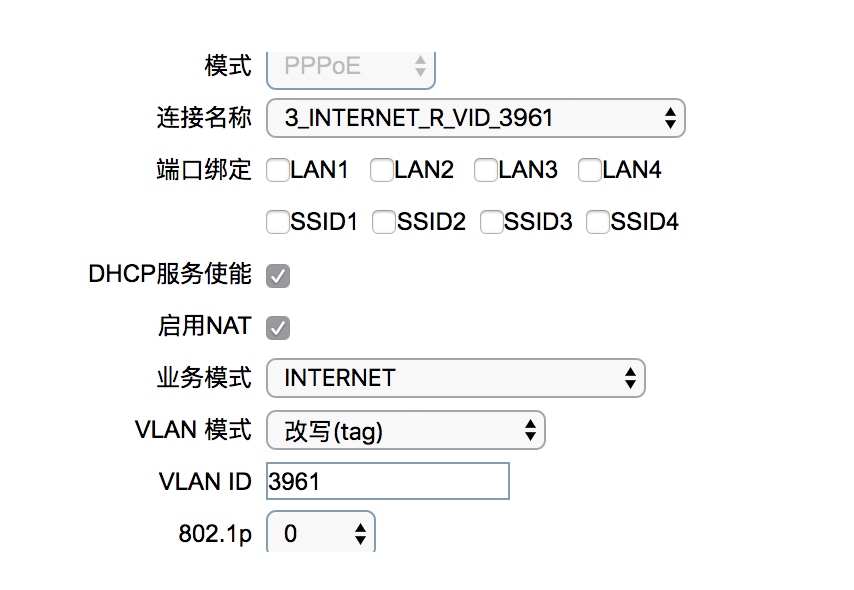 模式 PPPoE
连接名称 3_INTERNET_R_VID_3961
端口绑定 LAN1 LAN2 LAN3 LAN4
SSID1 SSID2 SSID3 SSID4
DHCP服务使能
启用NAT
业务模式 INTERNET
VLAN 模式 改写(tag)
VLAN ID 3961
802.1p 0